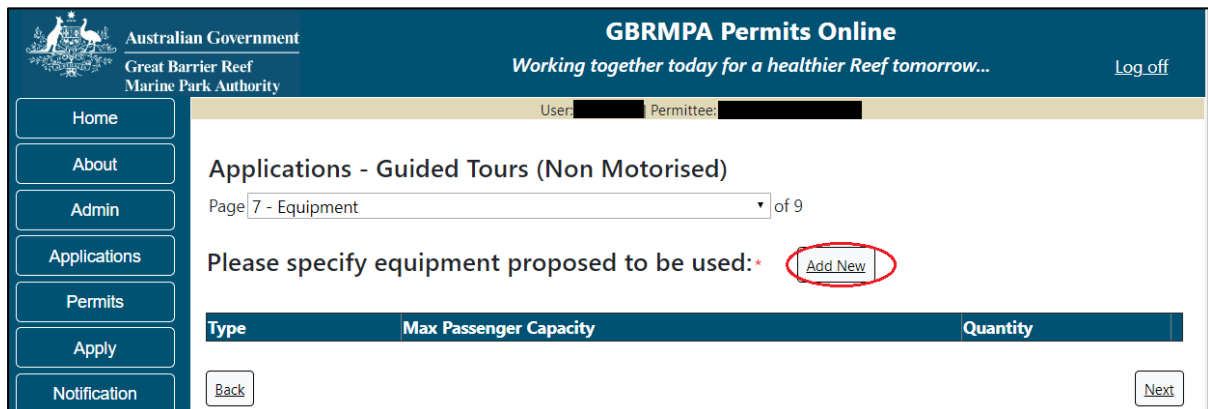 Australian Government
Great Barrier Reef
Marine Park Authority
GBRMPA Permits Online
Working together today for a healthier Reef tomorrow...
Log off
User: | Permittee:
Home
About
Admin
Applications
Permits
Apply
Notification
Applications - Guided Tours (Non Motorised)
Page 7 - Equipment of 9
Please specify equipment proposed to be used:* Add New
Type Max Passenger Capacity Quantity
Back Next